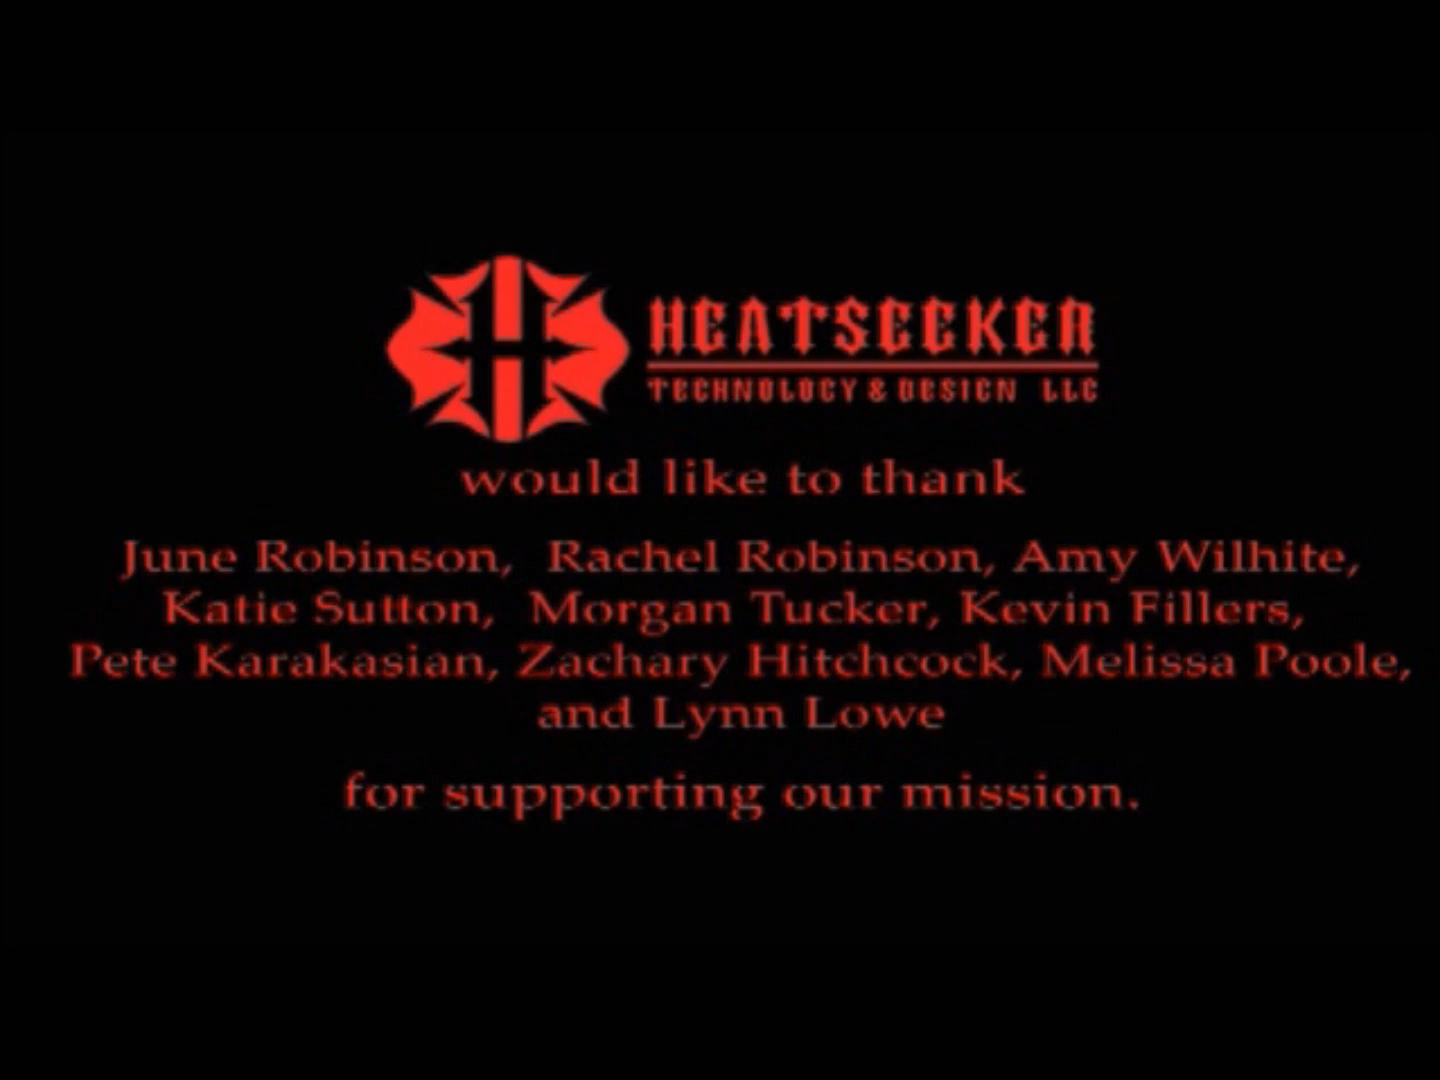 HEATSEEKER
TECHNOLOGY & DESIGN LLC
would like to thank
June Robinson, Rachel Robinson, Amy Wilhite,
Katie Sutton, Morgan Tucker, Kevin Fillers,
Pete Karakasian, Zachary Hitchcock, Melissa Poole,
and Lynn Lowe
for supporting our mission.